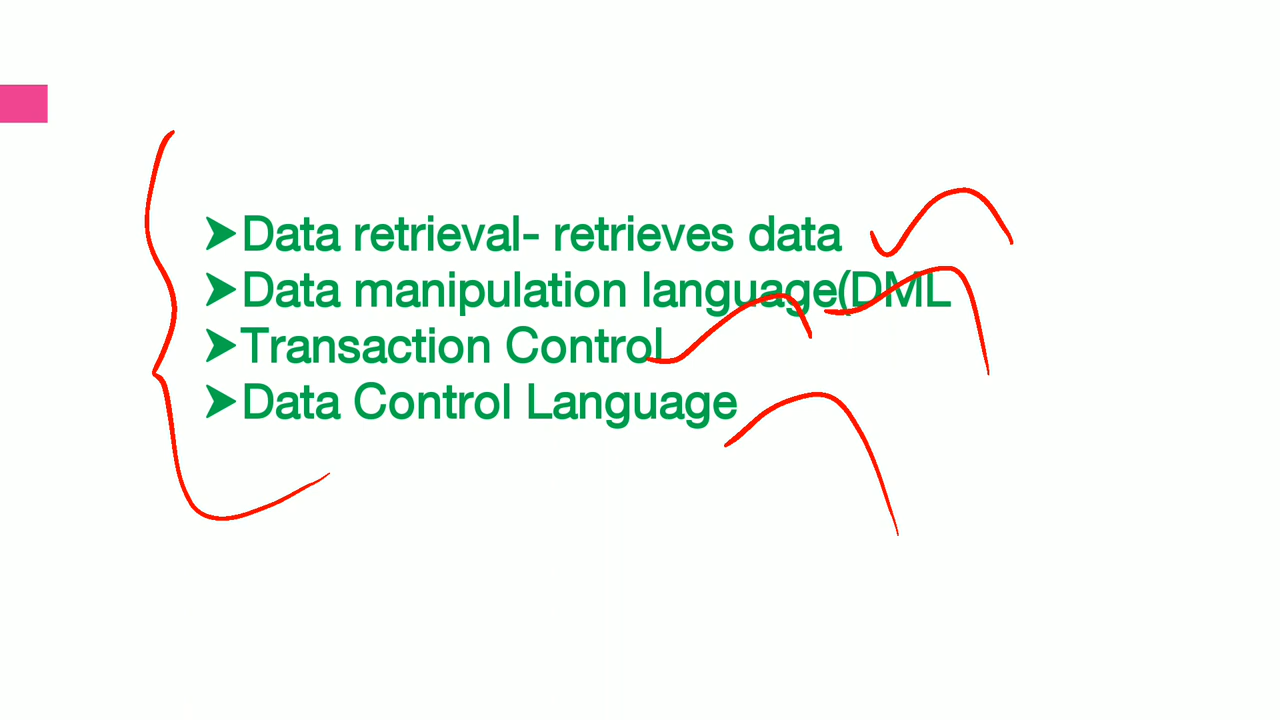 ➤Data retrieval- retrieves data
➤Data manipulation language(DML
➤Transaction Control
➤Data Control Language